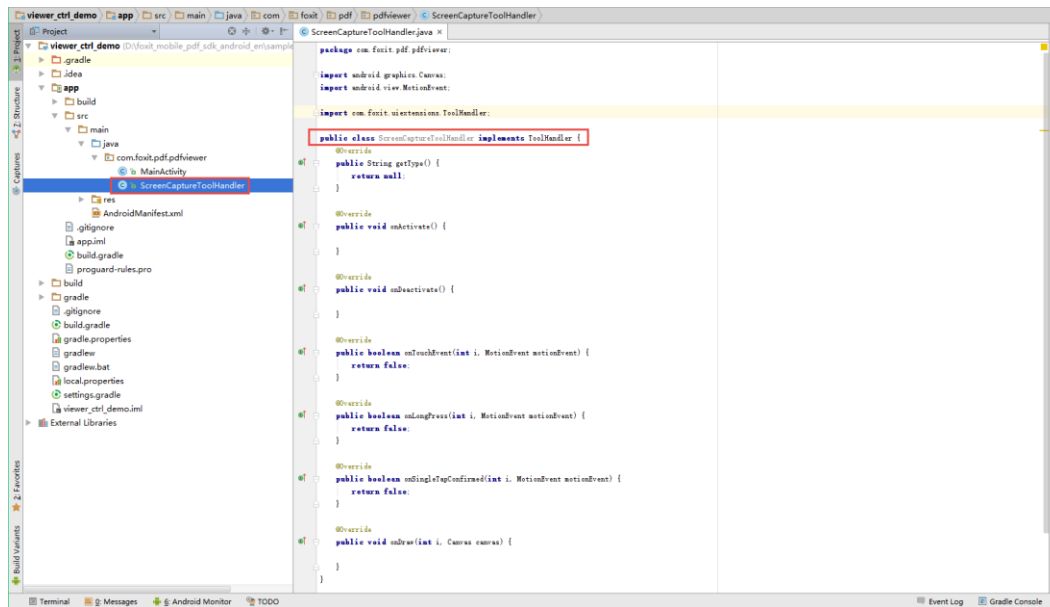 viewer_ctrl_demo app src main java com foxit pdf pdfviewer ScreenCaptureToolHandler
1: Project
Project
ScreenCaptureToolHandler.java ×
viewer_ctrl_demo (D:\foxit_mobile_pdf_sdk_android_en\sample
.gradle
.idea
app
build
src
main
java
com.foxit.pdf.pdfviewer
MainActivity
ScreenCaptureToolHandler
res
AndroidManifest.xml
.gitignore
app.iml
build.gradle
proguard-rules.pro
build
gradle
.gitignore
build.gradle
gradle.properties
gradlew
gradlew.bat
local.properties
settings.gradle
viewer_ctrl_demo.iml
External Libraries
Z: Structure
Captures
2: Favorites
Build Variants
package com.foxit.pdf.pdfviewer;
import android.graphics.Canvas;
import android.view.MotionEvent;
import com.foxit.uiextensions.ToolHandler;
public class ScreenCaptureToolHandler implements ToolHandler {
@Override
public String getType() {
return null;
}
@Override
public void onActivate() {
}
@Override
public void onDeactivate() {
}
@Override
public boolean onTouchEvent(int i, MotionEvent motionEvent) {
return false;
}
@Override
public boolean onLongPress(int i, MotionEvent motionEvent) {
return false;
}
@Override
public boolean onSingleTapConfirmed(int i, MotionEvent motionEvent) {
return false;
}
@Override
public void onDraw(int i, Canvas canvas) {
}
}
Terminal 0: Messages 6: Android Monitor TODO Event Log Gradle Console